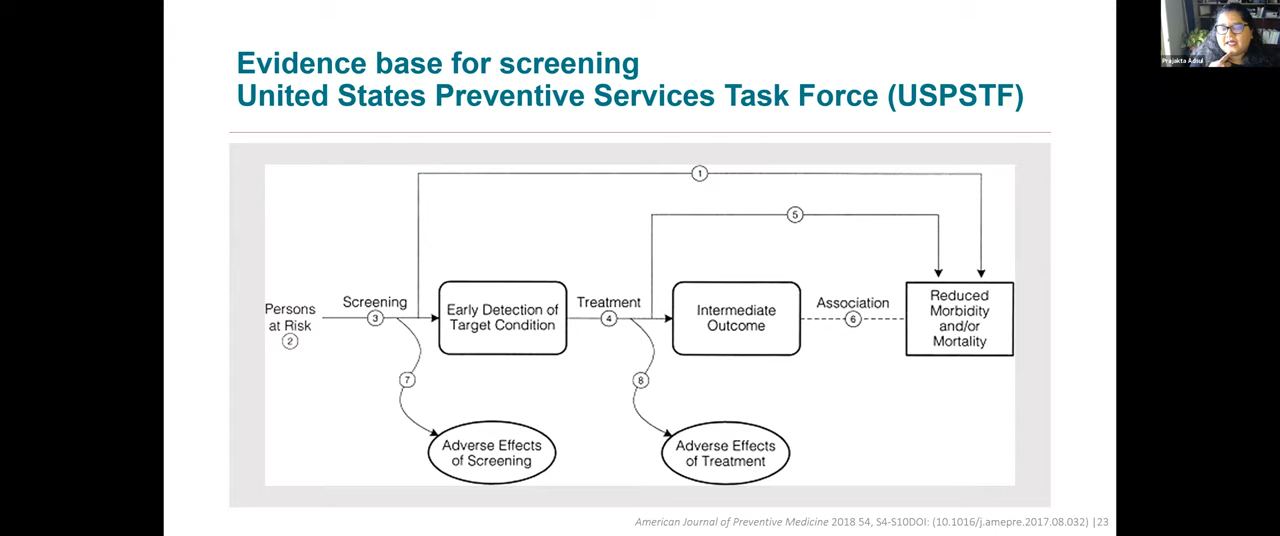 Evidence base for screening
United States Preventive Services Task Force (USPSTF)
Prajakta Adsul
1
5
Persons
at Risk
2
Screening
3
Early Detection of
Target Condition
Treatment
4
Intermediate
Outcome
Association
6
Reduced
Morbidity
and/or
Mortality
7
8
Adverse Effects
of Screening
Adverse Effects
of Treatment
American Journal of Preventive Medicine 2018 54, S4-S10DOI: (10.1016/j.amepre.2017.08.032) |23